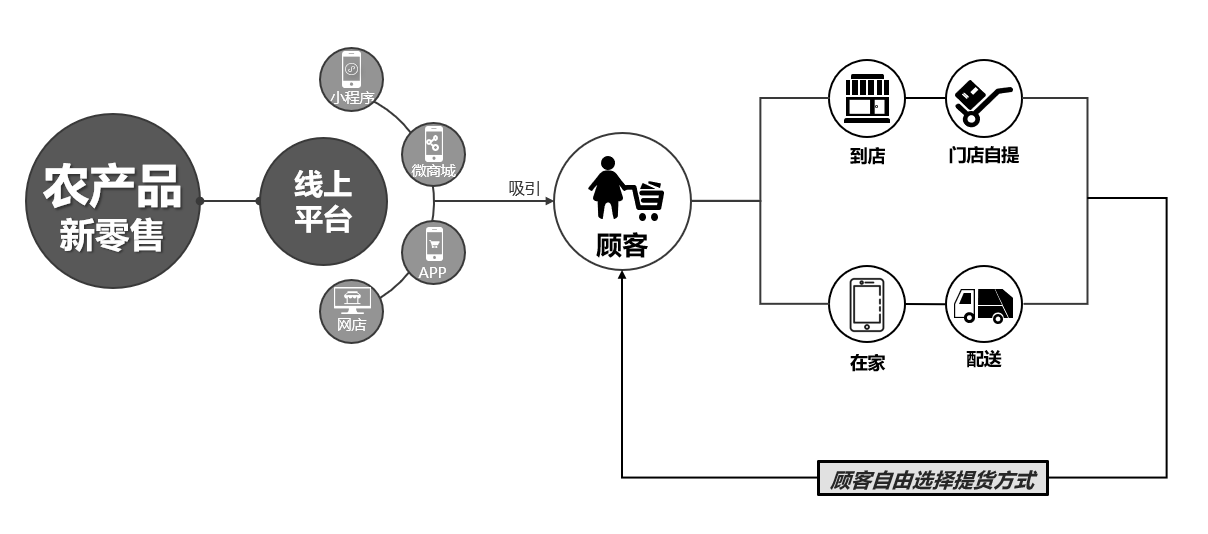 农产品
新零售
线上
平台
小程序
微商城
APP
网店
吸引
顾客
到店
门店自提
在家
配送
顾客自由选择提货方式